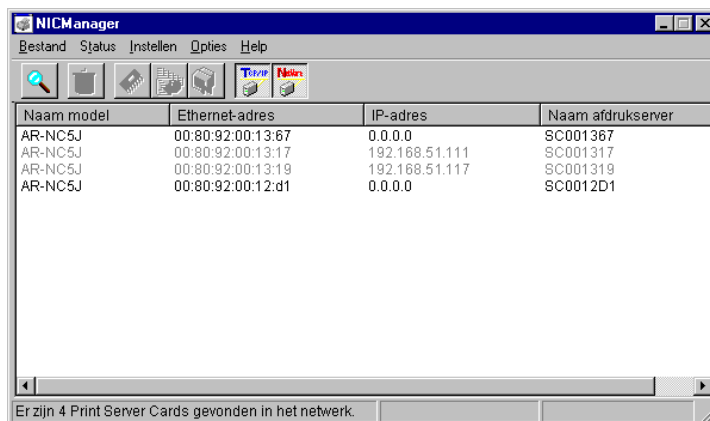 NICManager
Bestand Status Instellen Opties Help
TCP/IP NetWare
Naam model Ethernet-adres IP-adres Naam afdrukserver
AR-NC5J 00:80:92:00:13:67 0.0.0.0 SC001367
AR-NC5J 00:80:92:00:13:17 192.168.51.111 SC001317
AR-NC5J 00:80:92:00:13:19 192.168.51.117 SC001319
AR-NC5J 00:80:92:00:12:d1 0.0.0.0 SC0012D1
Er zijn 4 Print Server Cards gevonden in het netwerk.